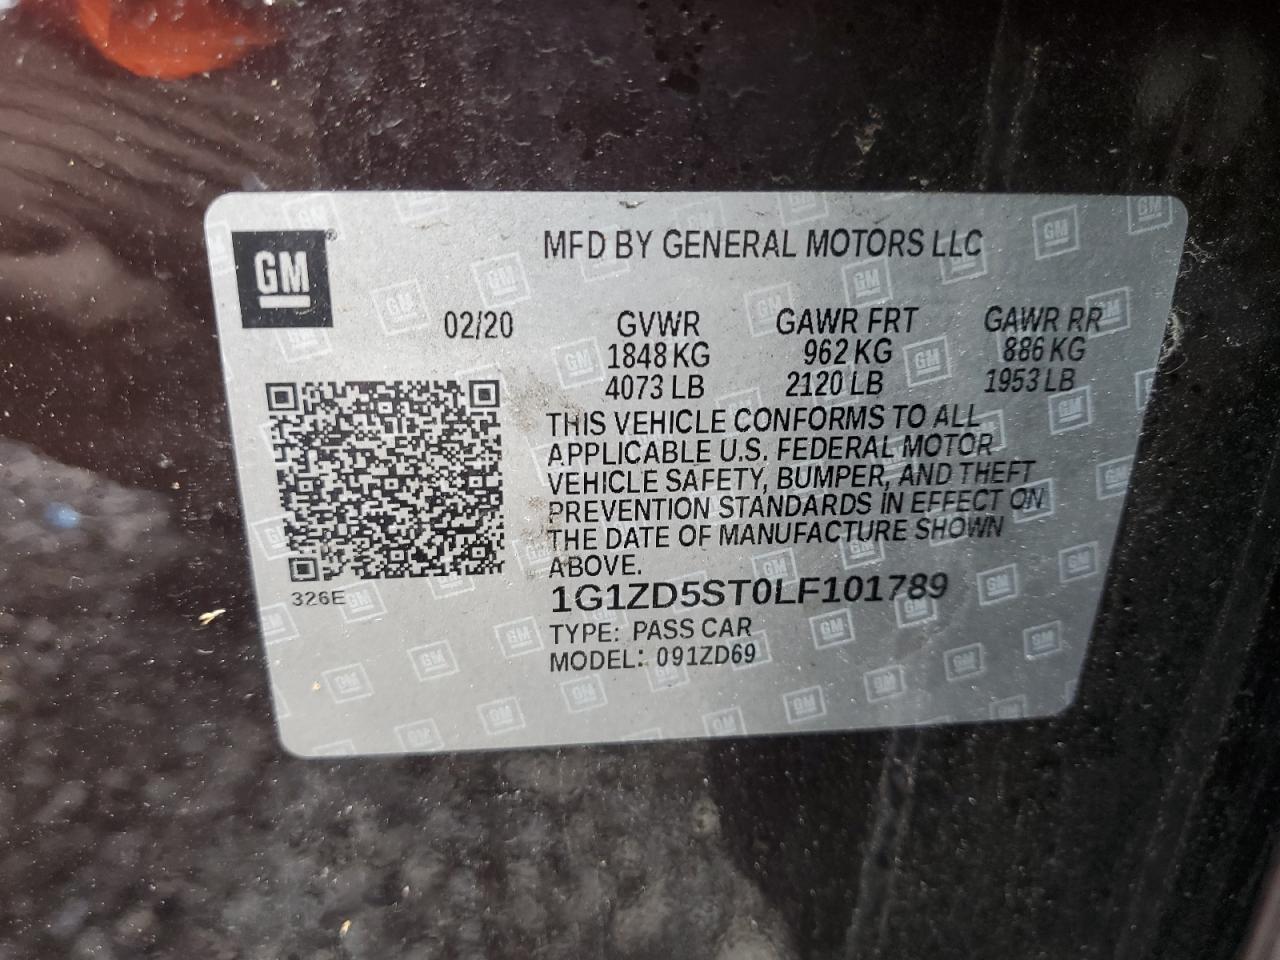 GM
MFD BY GENERAL MOTORS LLC
02/20 GVWR GAWR FRT GAWR RR
1848 KG 962 KG 886 KG
4073 LB 2120 LB 1953 LB
THIS VEHICLE CONFORMS TO ALL
APPLICABLE U.S. FEDERAL MOTOR
VEHICLE SAFETY, BUMPER, AND THEFT
PREVENTION STANDARDS IN EFFECT ON
THE DATE OF MANUFACTURE SHOWN
ABOVE.
326E
1G1ZD5ST0LF101789
TYPE: PASS CAR
MODEL: 091ZD69